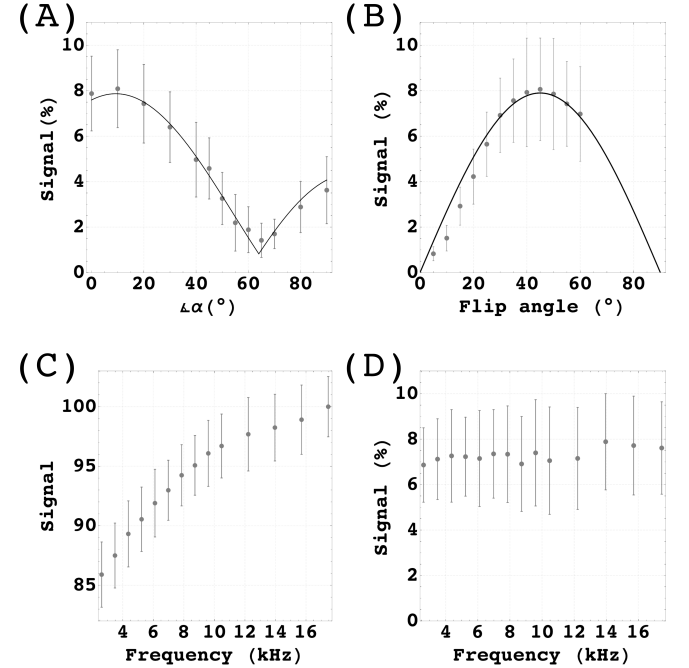 (A)
(B)
10
8
6
4
2
0
Signal(%)
0 20 40 60 80
∡α(°)
10
8
6
4
2
0
Signal (%)
0 20 40 60 80
Flip angle (°)
(C)
(D)
100
95
90
85
Signal
4 6 8 10 12 14 16
Frequency (kHz)
10
8
6
4
2
0
Signal (%)
4 6 8 10 12 14 16
Frequency (kHz)